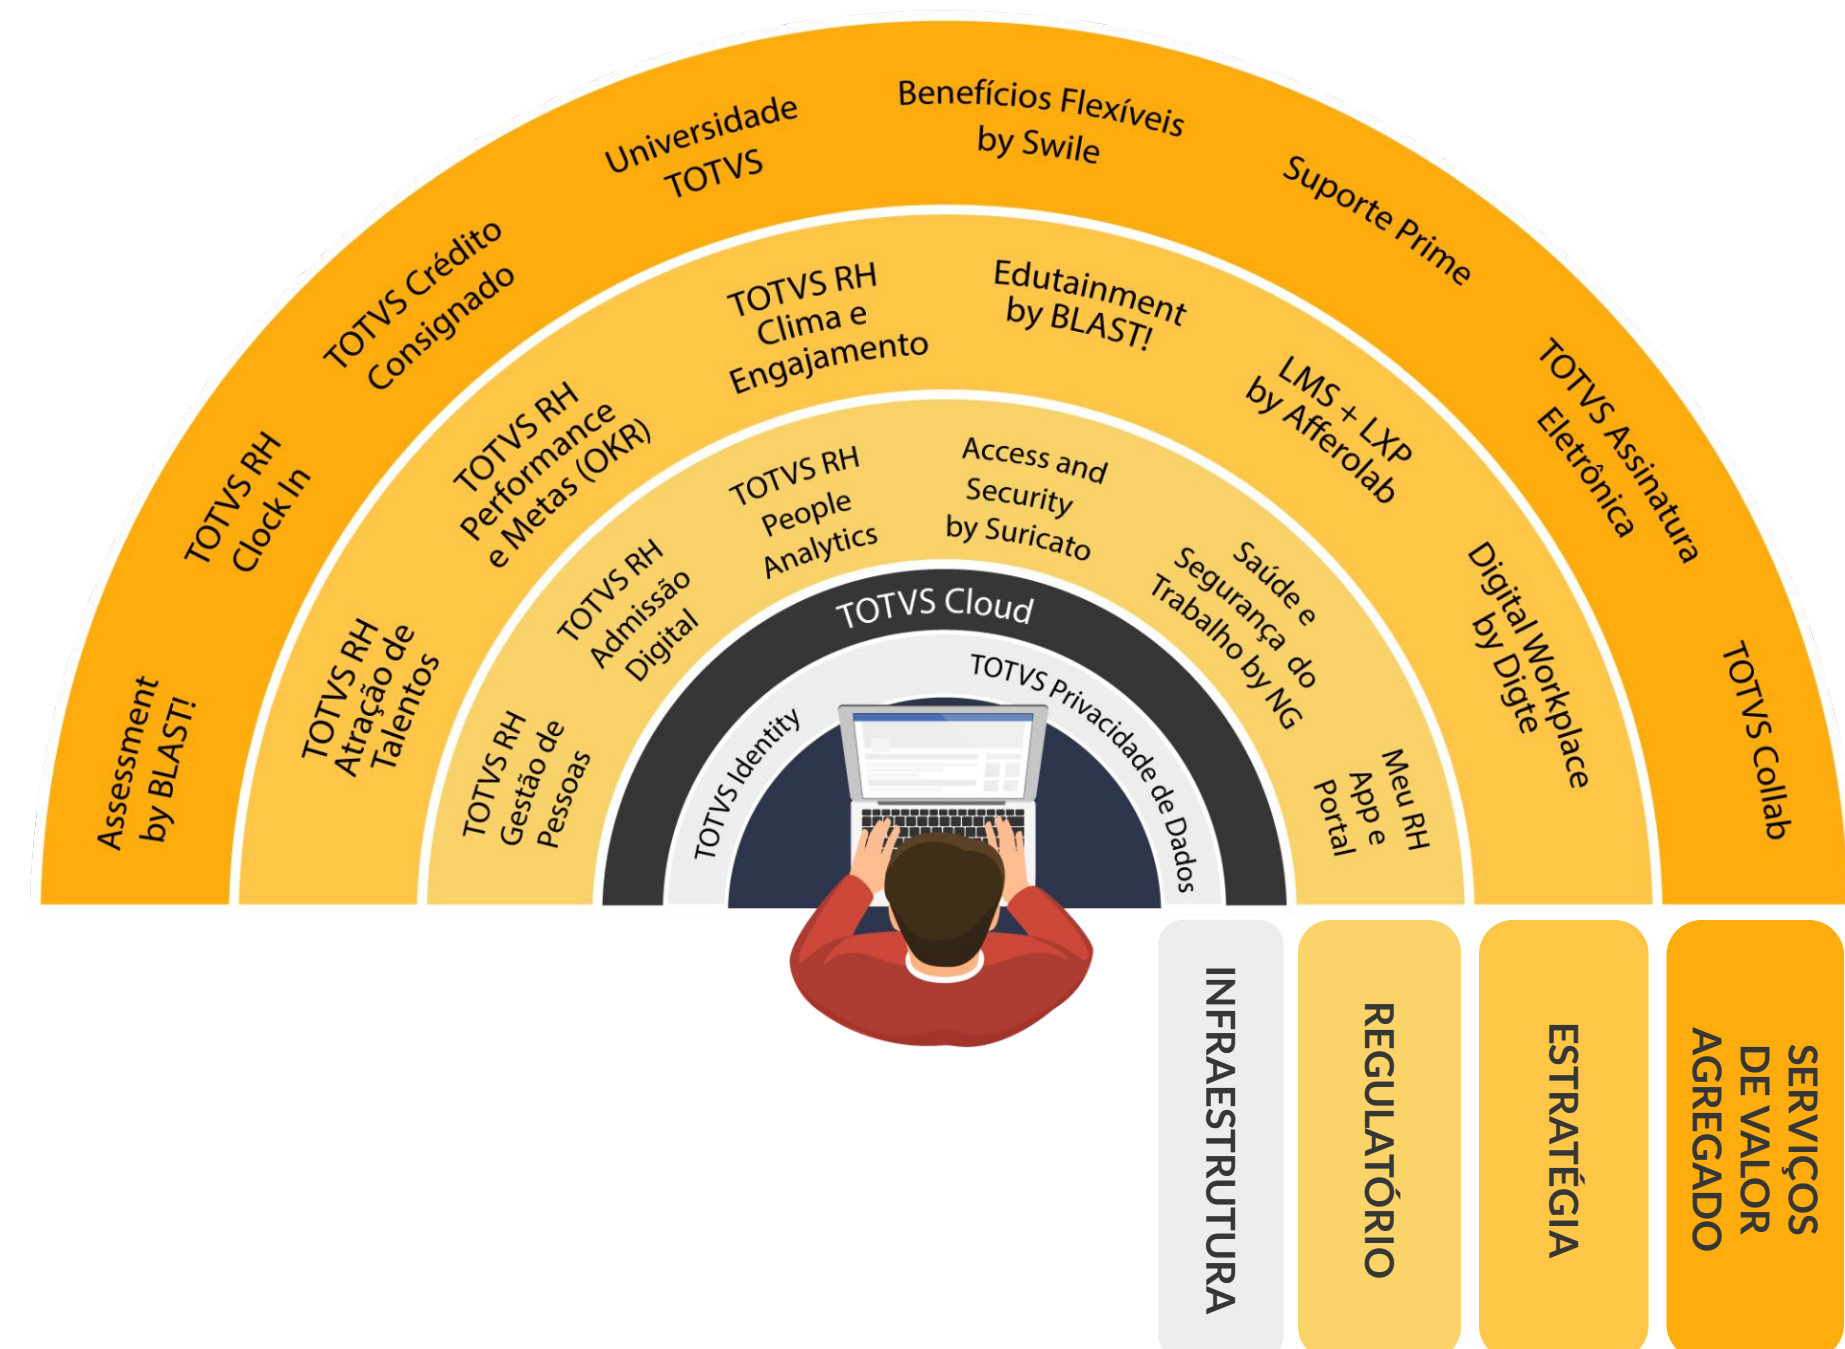 Assessment
by BLAST!
TOTVS RH
Clock In
TOTVS Crédito
Consignado
Universidade
TOTVS
Benefícios Flexíveis
by Swile
Suporte Prime
TOTVS Assinatura
Eletrônica
TOTVS Collab
TOTVS RH
Atração de
Talentos
TOTVS RH
Performance
e Metas (OKR)
TOTVS RH
Clima e
Engajamento
Edutainment
by BLAST!
LMS + LXP
by Afferolab
Digital Workplace
by Digte
TOTVS RH
Gestão de
Pessoas
TOTVS RH
Admissão
Digital
TOTVS RH
People
Analytics
Access and
Security
by Suricato
Saúde e
Segurança do
Trabalho by NG
Meu RH
App e
Portal
TOTVS Cloud
TOTVS Identity
TOTVS Privacidade de Dados
INFRAESTRUTURA
REGULATÓRIO
ESTRATÉGIA
SERVIÇOS
DE VALOR
AGREGADO